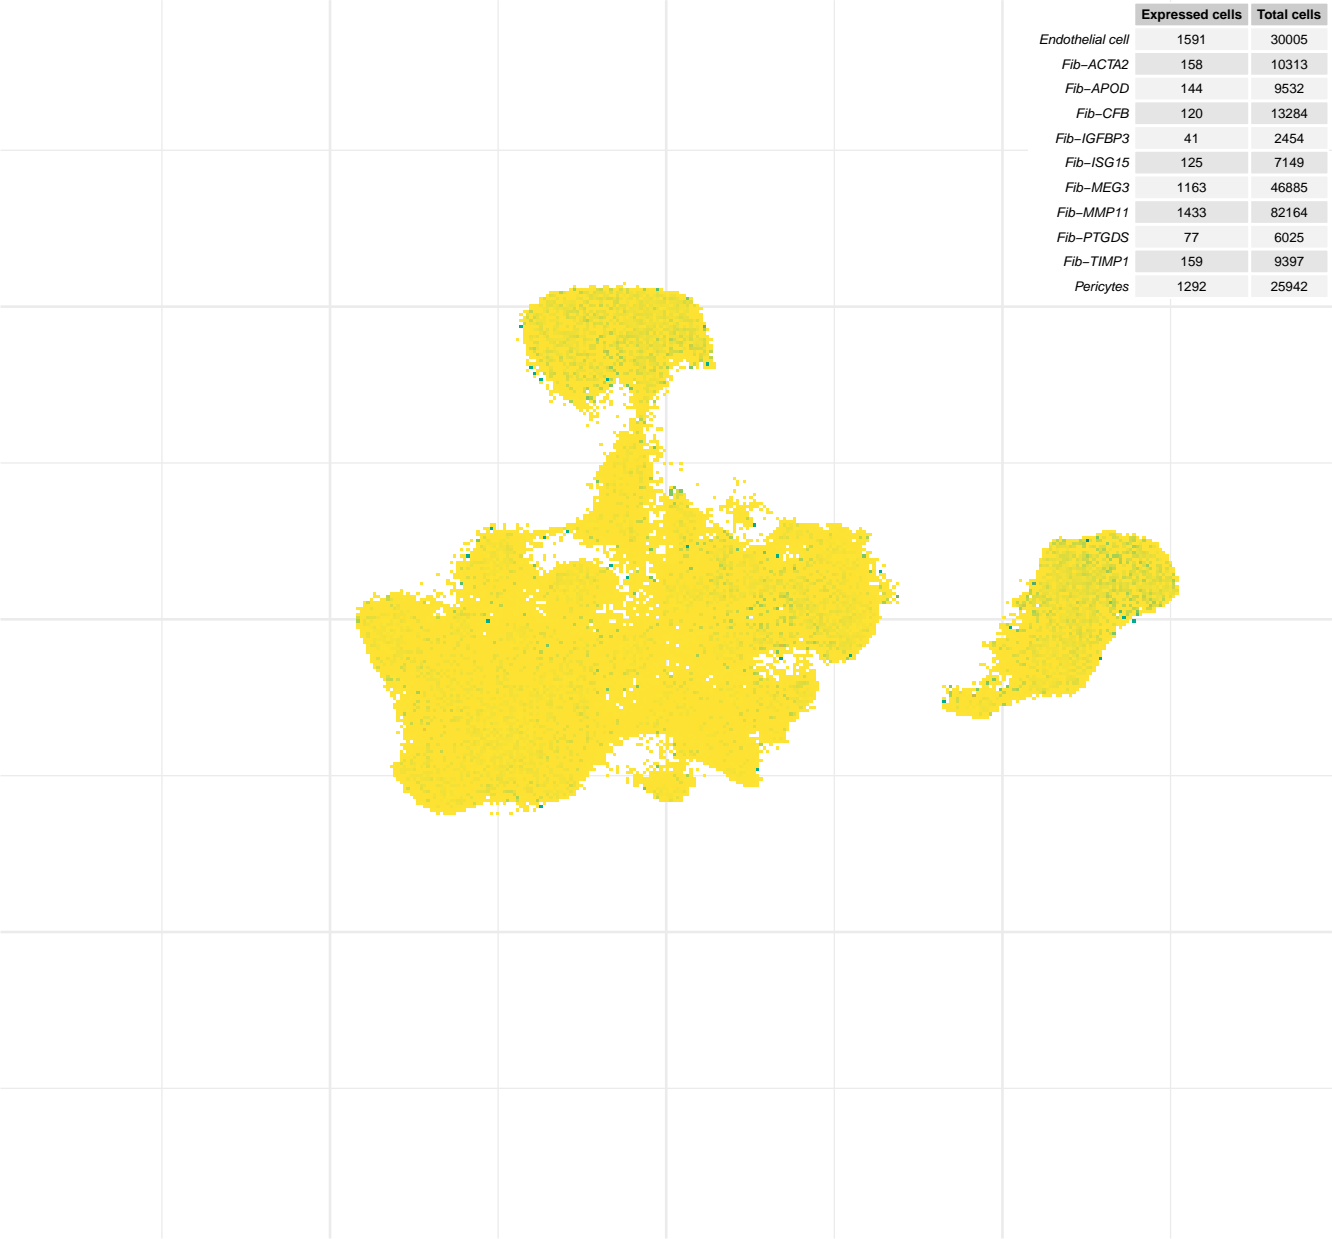 Expressed cells Total cells
Endothelial cell 1591 30005
Fib−ACTA2 158 10313
Fib−APOD 144 9532
Fib−CFB 120 13284
Fib−IGFBP3 41 2454
Fib−ISG15 125 7149
Fib−MEG3 1163 46885
Fib−MMP11 1433 82164
Fib−PTGDS 77 6025
Fib−TIMP1 159 9397
Pericytes 1292 25942